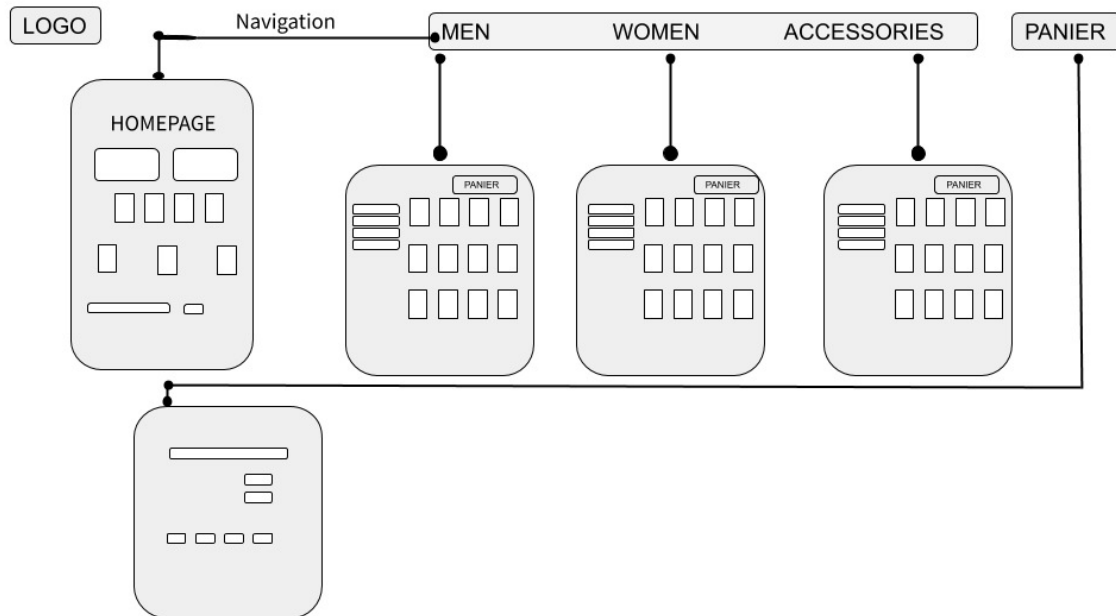 LOGO
Navigation
MEN WOMEN ACCESSORIES
PANIER
HOMEPAGE
PANIER
PANIER
PANIER